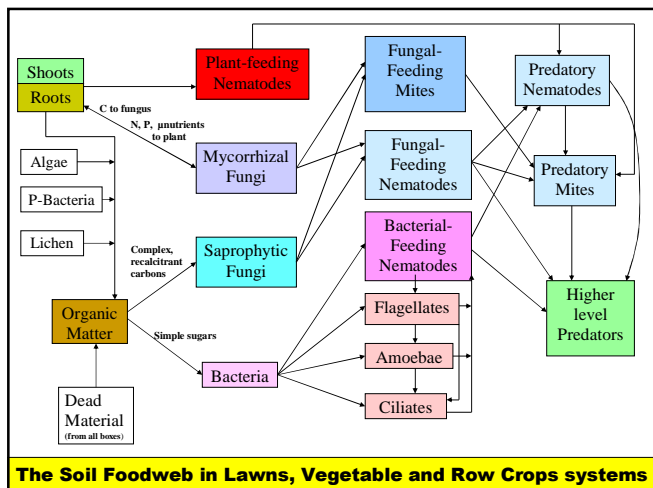 Shoots
Roots
Plant-feeding
Nematodes
Fungal-
Feeding
Mites
Predatory
Nematodes
C to fungus
N, P, µnutrients
to plant
Algae
Mycorrhizal
Fungi
Fungal-
Feeding
Nematodes
Predatory
Mites
P-Bacteria
Lichen
Complex,
recalcitrant
carbons
Saprophytic
Fungi
Bacterial-
Feeding
Nematodes
Organic
Matter
Simple sugars
Flagellates
Higher
level
Predators
Bacteria
Amoebae
Ciliates
Dead
Material
(from all boxes)
The Soil Foodweb in Lawns, Vegetable and Row Crops systems